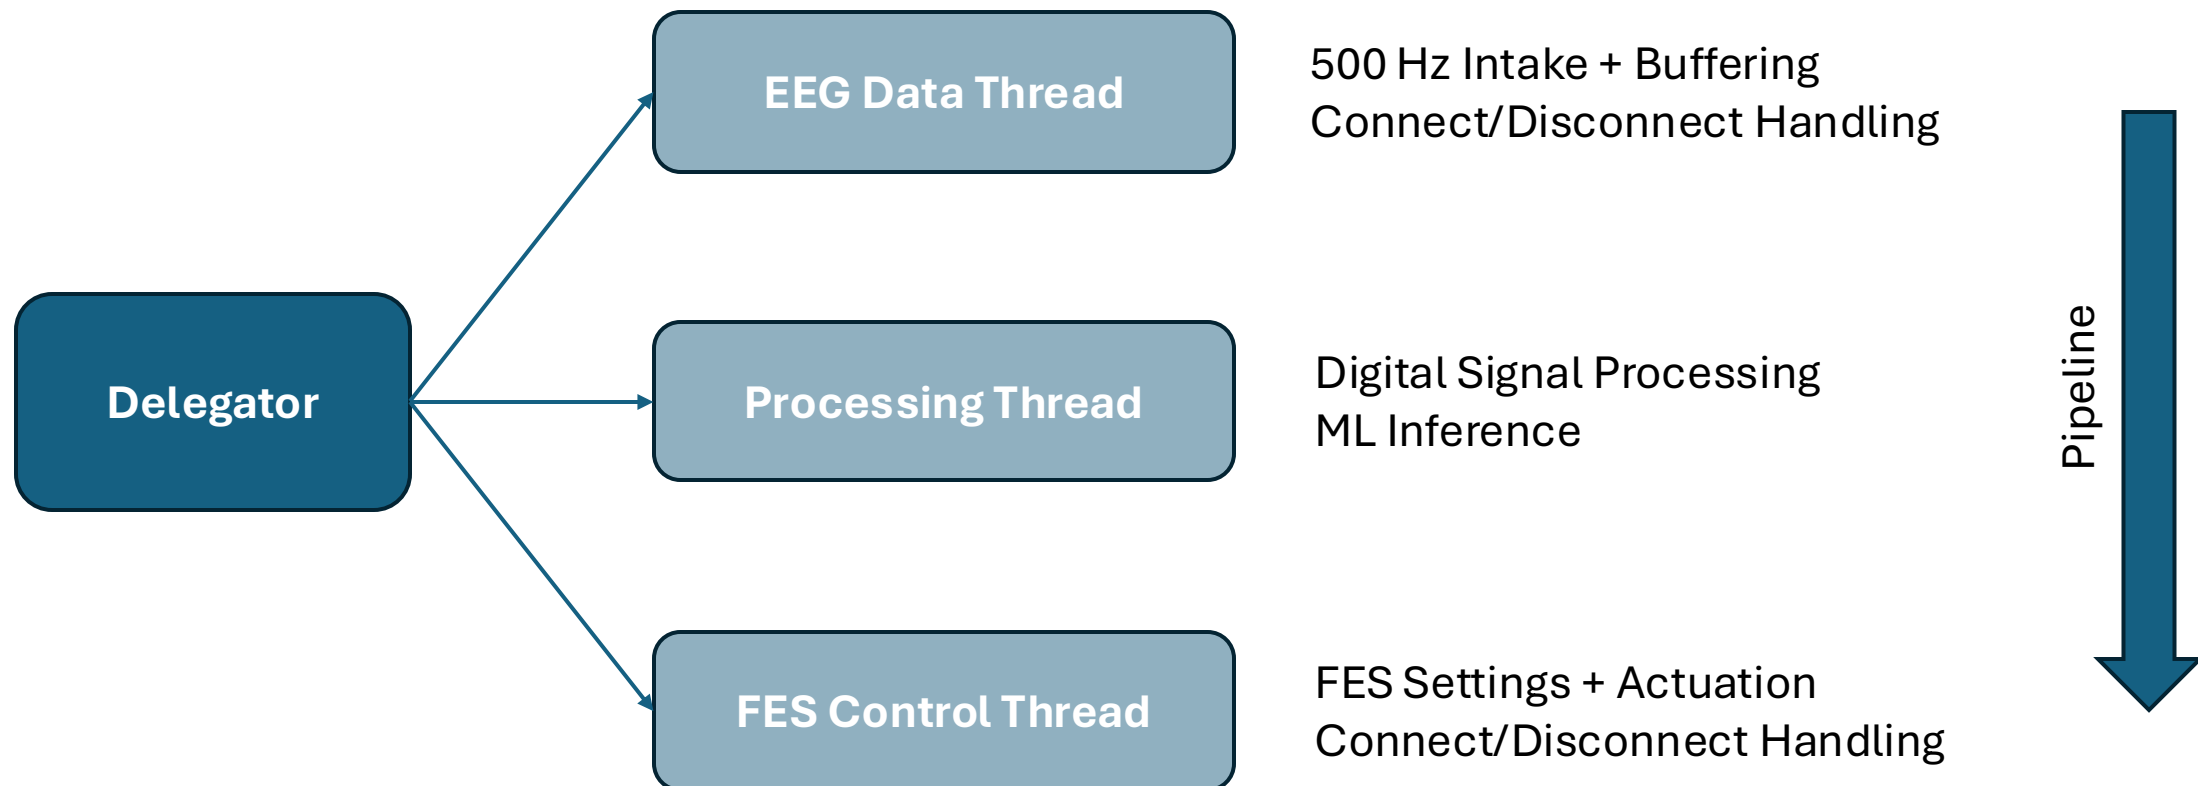 EEG Data Thread
500 Hz Intake + Buffering
Connect/Disconnect Handling
Delegator
Processing Thread
Digital Signal Processing
ML Inference
Pipeline
FES Control Thread
FES Settings + Actuation
Connect/Disconnect Handling